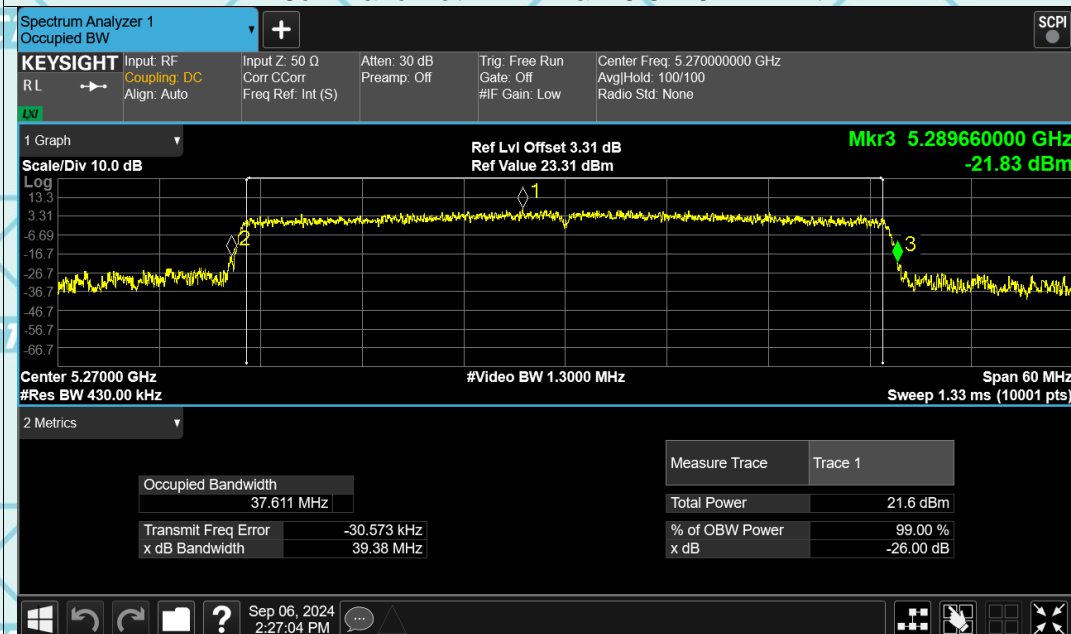 Spectrum Analyzer 1
Occupied BW
+
SCPI
KEYSIGHT
RL
LXI
Input: RF
Coupling: DC
Align: Auto
Input Z: 50 Ω
Corr CCorr
Freq Ref: Int (S)
Atten: 30 dB
Preamp: Off
Trig: Free Run
Gate: Off
#IF Gain: Low
Center Freq: 5.270000000 GHz
Avg|Hold: 100/100
Radio Std: None
1 Graph
Scale/Div 10.0 dB
Ref Lvl Offset 3.31 dB
Ref Value 23.31 dBm
Mkr3 5.289660000 GHz
-21.83 dBm
Log
13.3
3.31
-6.69
-16.7
-26.7
-36.7
-46.7
-56.7
-66.7
1
2
3
Center 5.27000 GHz
#Video BW 1.3000 MHz
Span 60 MHz
#Res BW 430.00 kHz
Sweep 1.33 ms (10001 pts)
2 Metrics
Occupied Bandwidth
37.611 MHz
Transmit Freq Error -30.573 kHz
x dB Bandwidth 39.38 MHz
Measure Trace Trace 1
Total Power 21.6 dBm
% of OBW Power 99.00 %
x dB -26.00 dB
?
Sep 06, 2024
2:27:04 PM